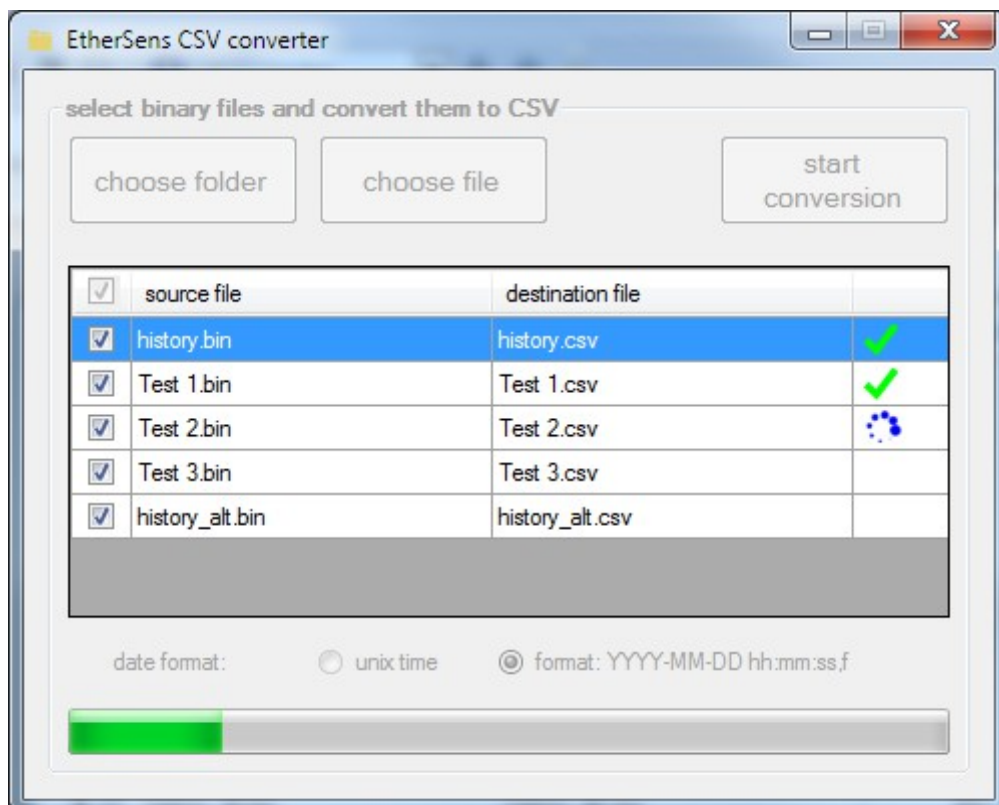 EtherSens CSV converter
select binary files and convert them to CSV
choose folder
choose file
start
conversion
source file destination file
history.bin history.csv
Test 1.bin Test 1.csv
Test 2.bin Test 2.csv
Test 3.bin Test 3.csv
history_alt.bin history_alt.csv
date format: unix time format: YYYY-MM-DD hh:mm:ss,f